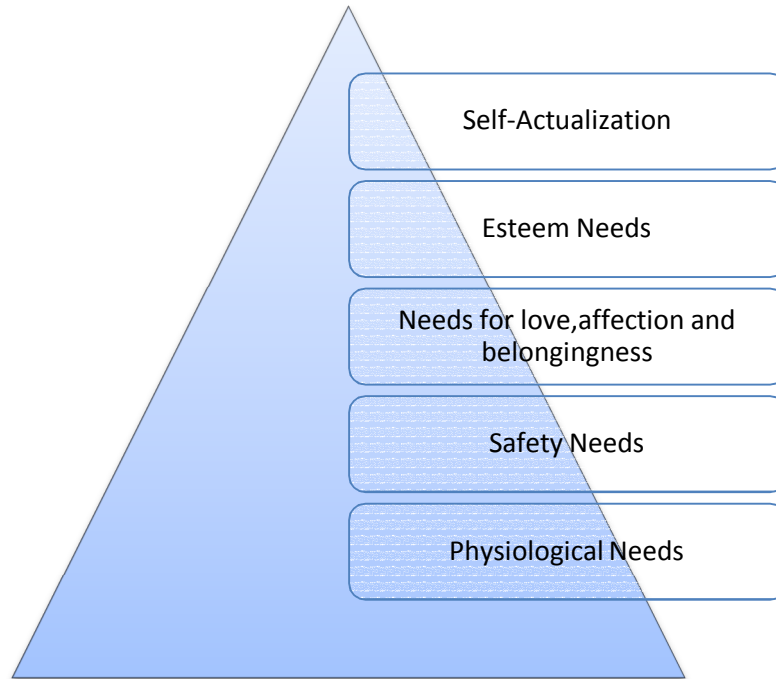 Self-Actualization
Esteem Needs
Needs for love,affection and
belongingness
Safety Needs
Physiological Needs